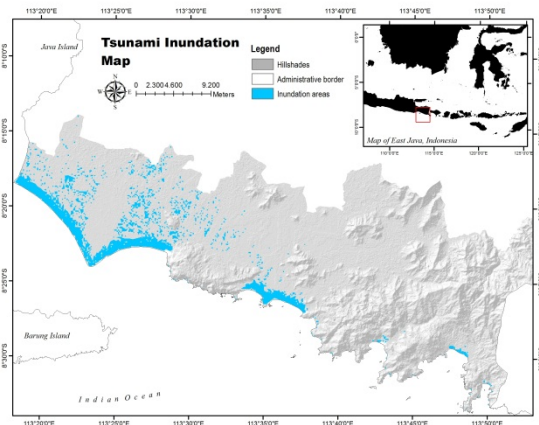 113°20'0"E 113°25'0"E 113°30'0"E 113°35'0"E 113°40'0"E 113°45'0"E 113°50'0"E
Java Island
Tsunami Inundation
Map
N
W E
S
0 2.3004.600 9.200
Meters
Legend
Hillshades
Administrative border
Inundation areas
Map of East Java, Indonesia
8°10'0"S
8°15'0"S
8°20'0"S
8°25'0"S
8°30'0"S
Barung Island
Indian Ocean
113°20'0"E 113°25'0"E 113°30'0"E 113°35'0"E 113°40'0"E 113°45'0"E 113°50'0"E